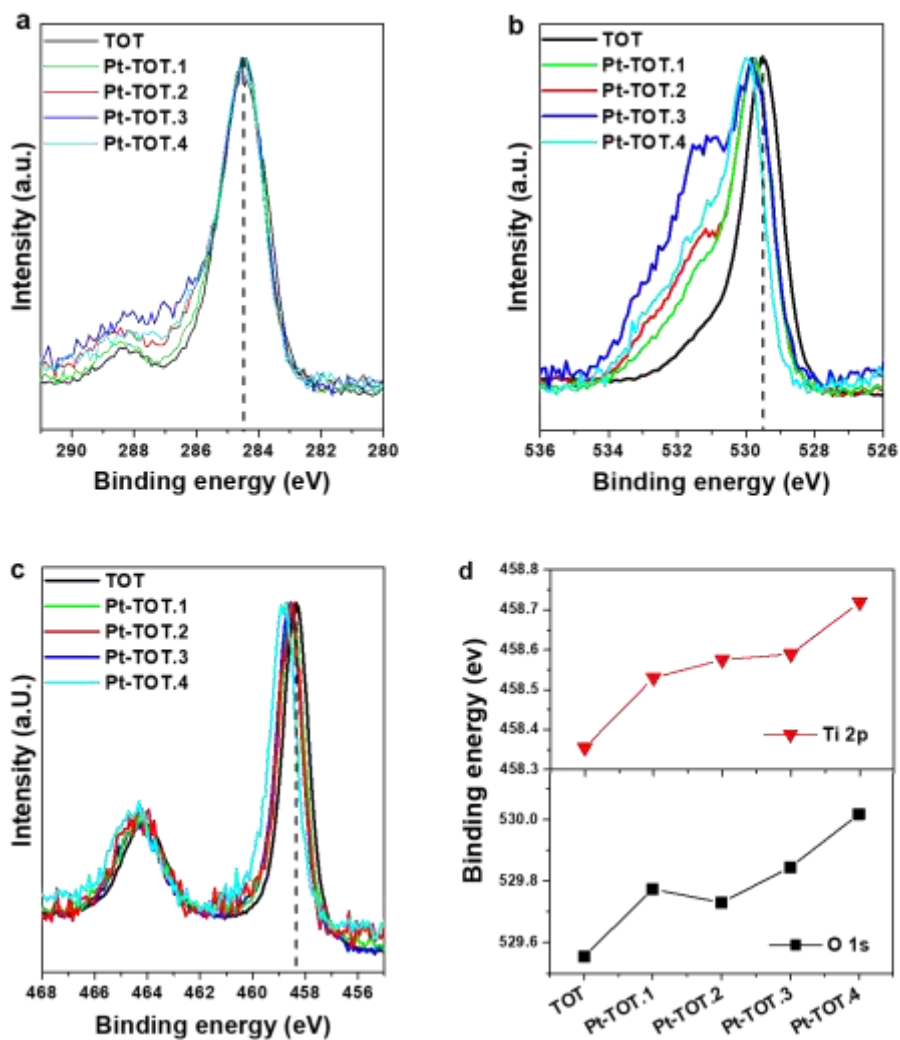 a
TOT
Pt-TOT.1
Pt-TOT.2
Pt-TOT.3
Pt-TOT.4
Intensity (a.u.)
290 288 286 284 282 280
Binding energy (eV)
b
TOT
Pt-TOT.1
Pt-TOT.2
Pt-TOT.3
Pt-TOT.4
Intensity (a.u.)
536 534 532 530 528 526
Binding energy (eV)
c
TOT
Pt-TOT.1
Pt-TOT.2
Pt-TOT.3
Pt-TOT.4
Intensity (a.U.)
468 466 464 462 460 458 456
Binding energy (eV)
d
458.8
458.7
458.6
458.5
458.4
458.3
Ti 2p
Binding energy (ev)
530.0
529.8
529.6
O 1s
TOT Pt-TOT.1 Pt-TOT.2 Pt-TOT.3 Pt-TOT.4